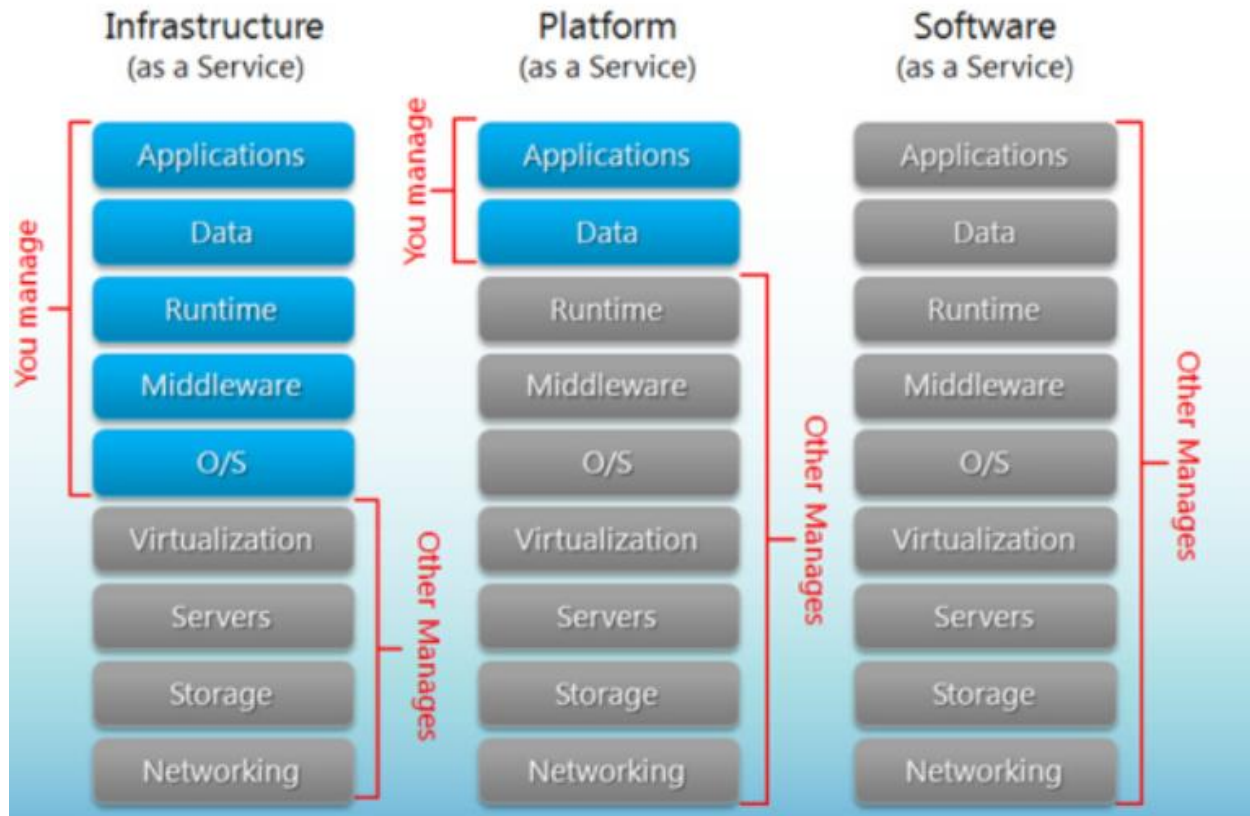 Infrastructure
(as a Service)
You manage
Applications
Data
Runtime
Middleware
O/S
Virtualization
Servers
Storage
Networking
Other Manages
Platform
(as a Service)
You manage
Applications
Data
Runtime
Middleware
O/S
Virtualization
Servers
Storage
Networking
Other Manages
Software
(as a Service)
Applications
Data
Runtime
Middleware
O/S
Virtualization
Servers
Storage
Networking
Other Manages